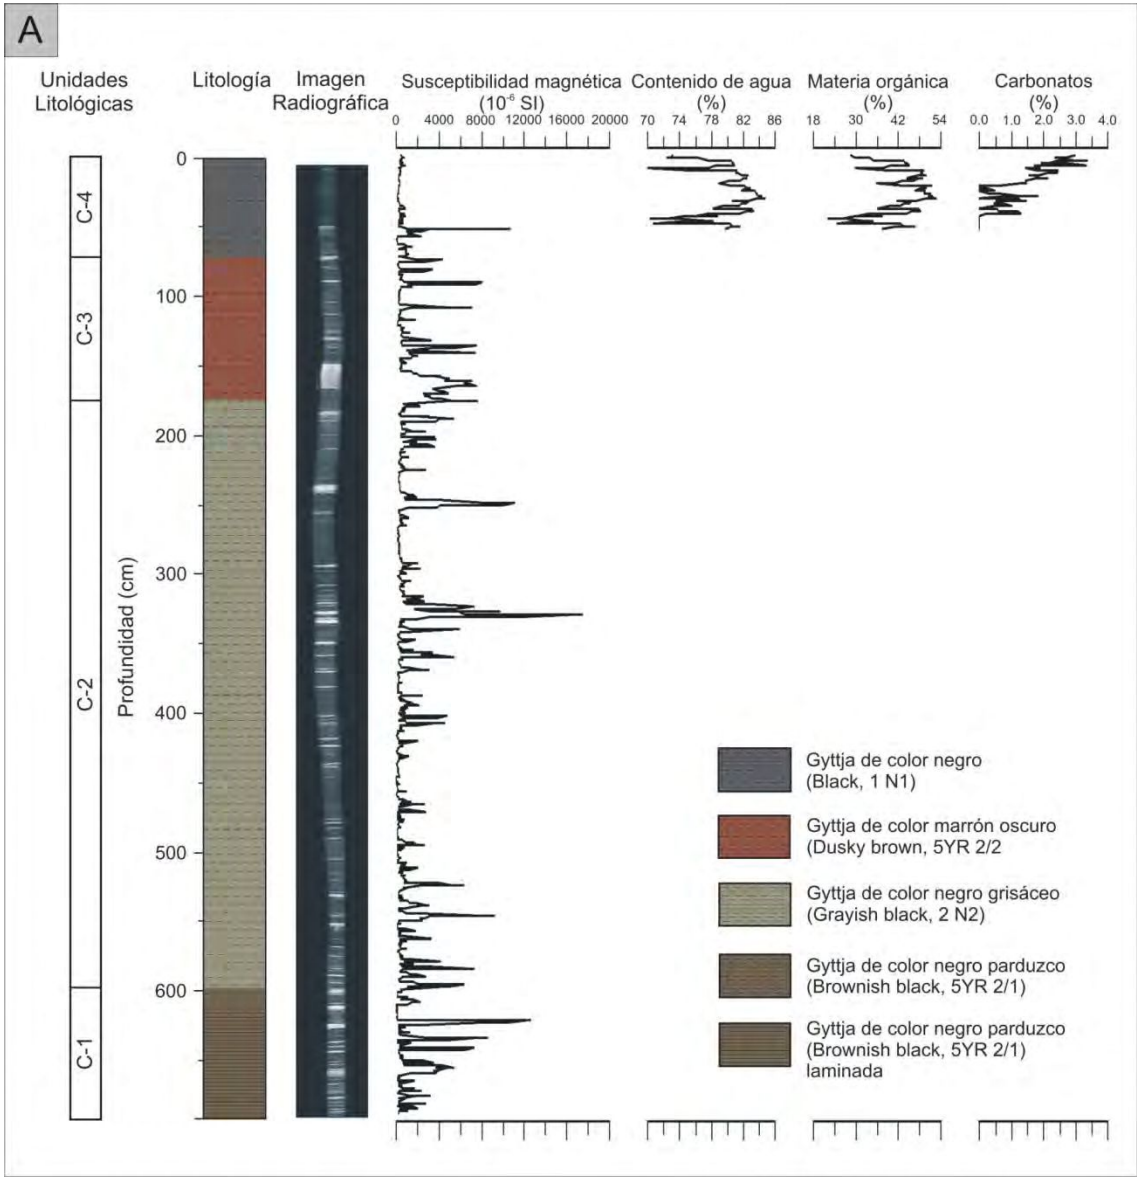 A
Unidades
Litológicas
Litología
Imagen
Radiográfica
Susceptibilidad magnética
(10⁻⁶ SI)
0 4000 8000 12000 16000 20000
Contenido de agua
(%)
70 74 78 82 86
Materia orgánica
(%)
18 30 42 54
Carbonatos
(%)
0.0 1.0 2.0 3.0 4.0
C-4
C-3
C-2
C-1
Profundidad (cm)
0
100
200
300
400
500
600
Gyttja de color negro
(Black, 1 N1)
Gyttja de color marrón oscuro
(Dusky brown, 5YR 2/2
Gyttja de color negro grisáceo
(Grayish black, 2 N2)
Gyttja de color negro parduzco
(Brownish black, 5YR 2/1)
Gyttja de color negro parduzco
(Brownish black, 5YR 2/1)
laminada